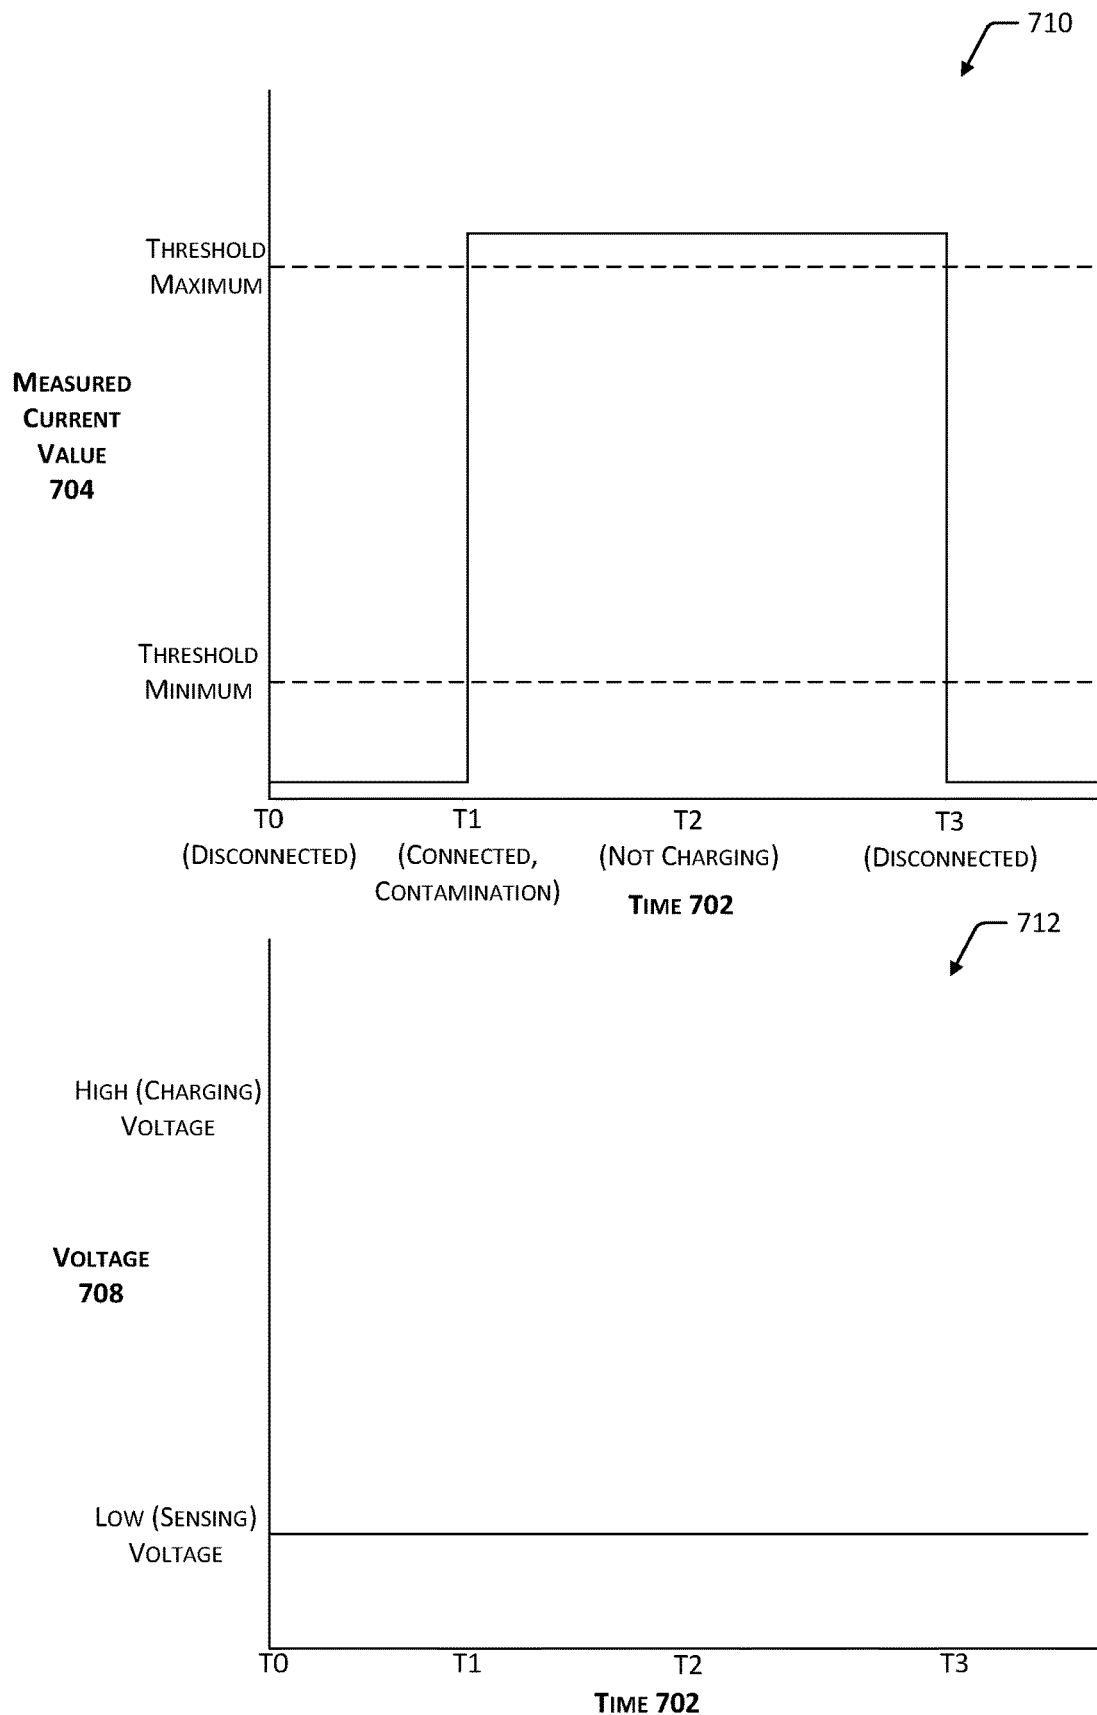 710
THRESHOLD
MAXIMUM
MEASURED
CURRENT
VALUE
704
THRESHOLD
MINIMUM
T0 T1 T2 T3
(DISCONNECTED) (CONNECTED, (NOT CHARGING) (DISCONNECTED)
CONTAMINATION)
TIME 702
712
HIGH (CHARGING)
VOLTAGE
VOLTAGE
708
LOW (SENSING)
VOLTAGE
T0 T1 T2 T3
TIME 702